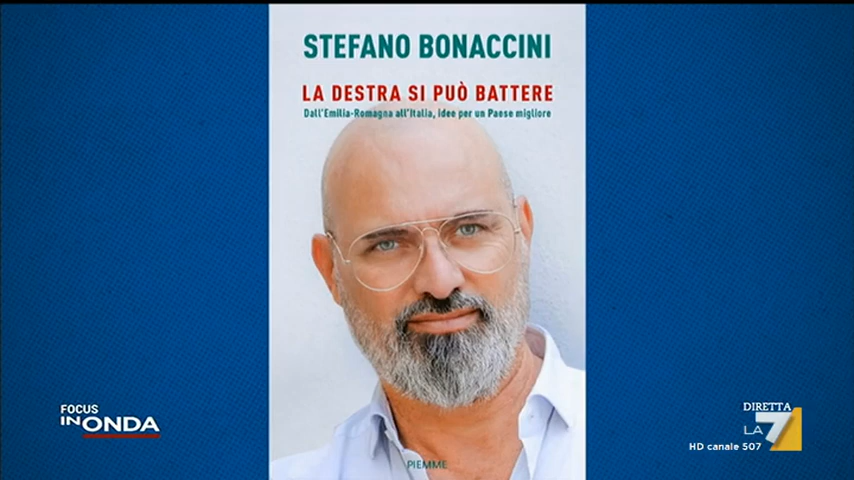 STEFANO BONACCINI
LA DESTRA SI PUÒ BATTERE
Dall'Emilia-Romagna all'Italia, idee per un Paese migliore
PIEMME
FOCUS
IN ONDA
DIRETTA
LA 7
HD canale 507